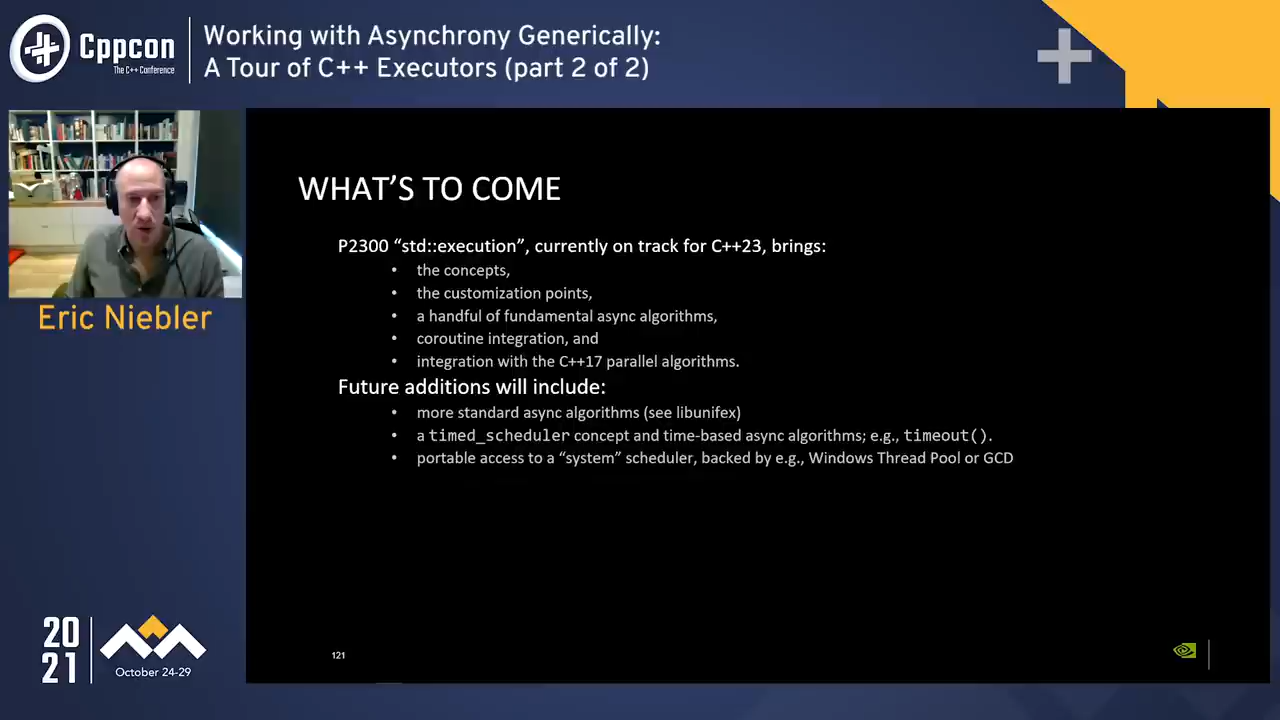 Cppcon
The C++ Conference
Working with Asynchrony Generically:
A Tour of C++ Executors (part 2 of 2)
Eric Niebler
WHAT'S TO COME
P2300 “std::execution”, currently on track for C++23, brings:
• the concepts,
• the customization points,
• a handful of fundamental async algorithms,
• coroutine integration, and
• integration with the C++17 parallel algorithms.
Future additions will include:
• more standard async algorithms (see libunifex)
• a timed_scheduler concept and time-based async algorithms; e.g., timeout().
• portable access to a “system” scheduler, backed by e.g., Windows Thread Pool or GCD
121
20
21
October 24-29